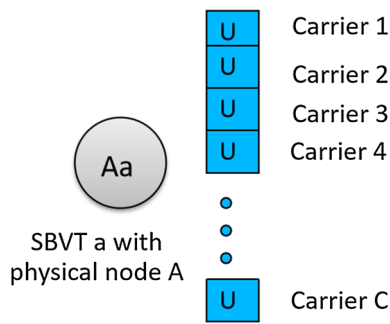 U Carrier 1
U Carrier 2
U Carrier 3
U Carrier 4
Aa
SBVT a with
physical node A
U Carrier C